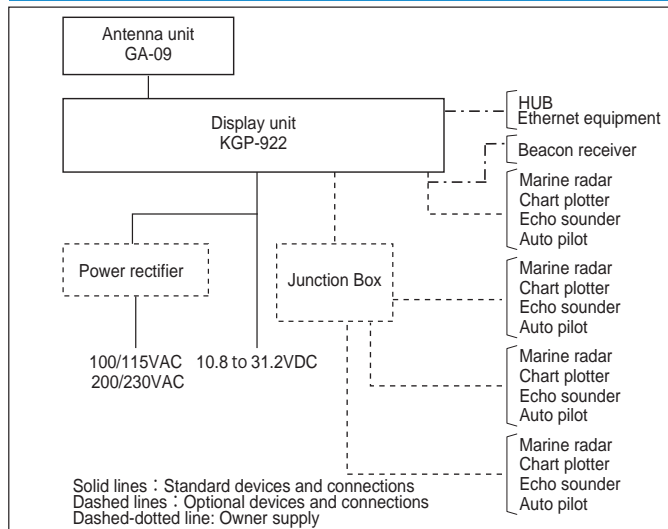 Antenna unit
GA-09
Display unit
KGP-922
HUB
Ethernet equipment
Beacon receiver
Marine radar
Chart plotter
Echo sounder
Auto pilot
Power rectifier
Junction Box
Marine radar
Chart plotter
Echo sounder
Auto pilot
100/115VAC
200/230VAC
10.8 to 31.2VDC
Marine radar
Chart plotter
Echo sounder
Auto pilot
Marine radar
Chart plotter
Echo sounder
Auto pilot
Solid lines：Standard devices and connections
Dashed lines：Optional devices and connections
Dashed-dotted line: Owner supply